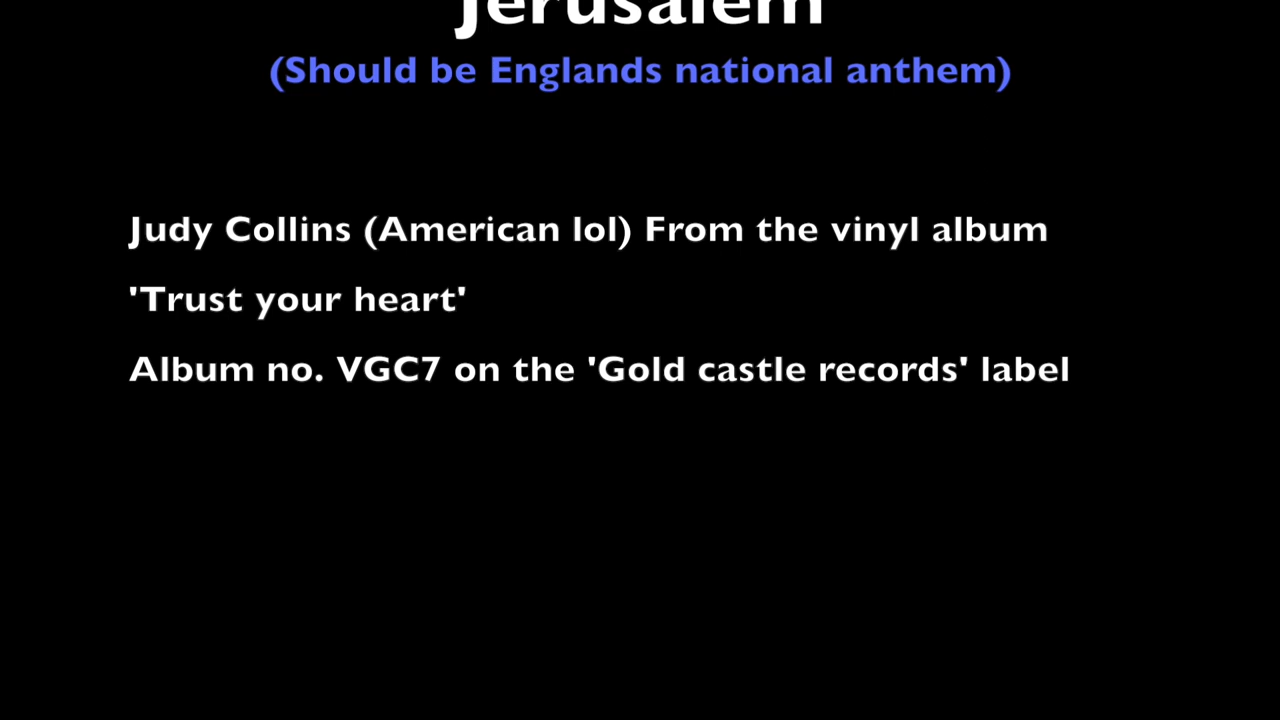 Jerusalem
(Should be Englands national anthem)
Judy Collins (American lol) From the vinyl album
'Trust your heart'
Album no. VGC7 on the 'Gold castle records' label